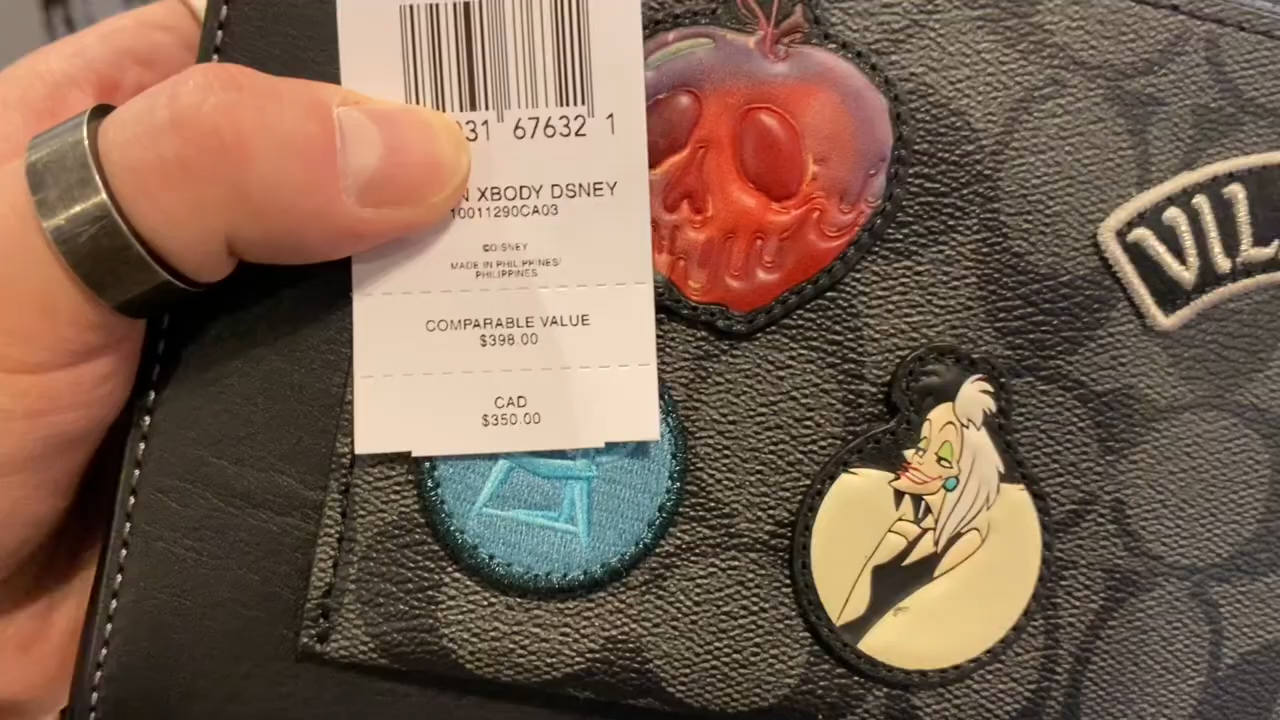 31 67632 1
XBODY DSNEY
10011290CA03
©DISNEY
MADE IN PHILIPPINES/
PHILIPPINES
COMPARABLE VALUE
$398.00
CAD
$350.00
VIL